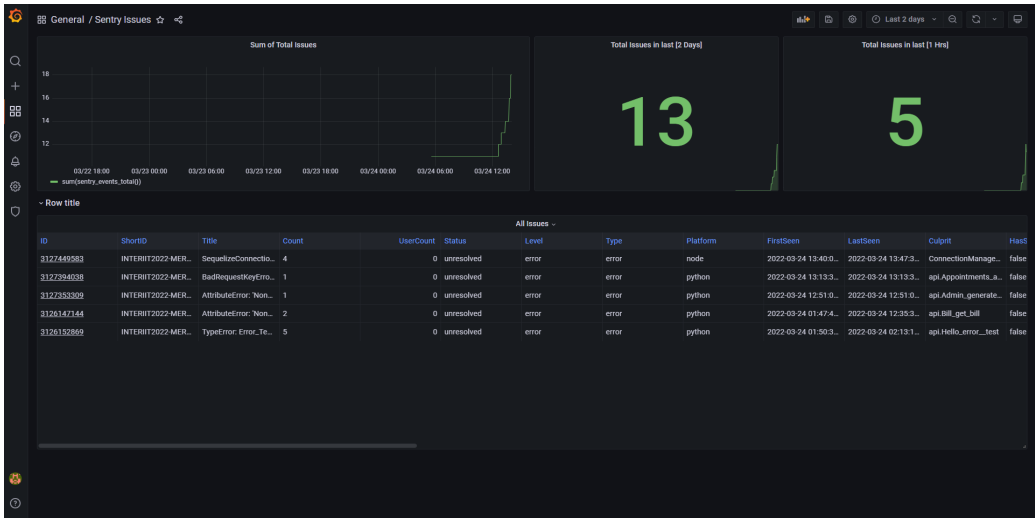 General / Sentry Issues
Last 2 days
Sum of Total Issues
18
16
14
12
03/22 18:00 03/23 00:00 03/23 06:00 03/23 12:00 03/23 18:00 03/24 00:00 03/24 06:00 03/24 12:00
sum(sentry_events_total{})
Total Issues in last [2 Days]
13
Total Issues in last [1 Hrs]
5
Row title
All Issues
ID ShortID Title Count UserCount Status Level Type Platform FirstSeen LastSeen Culprit HasS
3127449583 INTERIIT2022-MER... SequelizeConnectio... 4 0 unresolved error error node 2022-03-24 13:40:0... 2022-03-24 13:47:3... ConnectionManage... false
3127394038 INTERIIT2022-MER... BadRequestKeyErro... 1 0 unresolved error error python 2022-03-24 13:13:3... 2022-03-24 13:13:3... api.Appointments_a... false
3127353309 INTERIIT2022-MER... AttributeError: 'Non... 1 0 unresolved error error python 2022-03-24 12:51:0... 2022-03-24 12:51:0... api.Admin_generate... false
3126147144 INTERIIT2022-MER... AttributeError: 'Non... 2 0 unresolved error error python 2022-03-24 01:47:4... 2022-03-24 12:35:3... api.Bill_get_bill false
3126152869 INTERIIT2022-MER... TypeError: Error_Te... 5 0 unresolved error error python 2022-03-24 01:50:3... 2022-03-24 02:13:1... api.Hello_error__test false